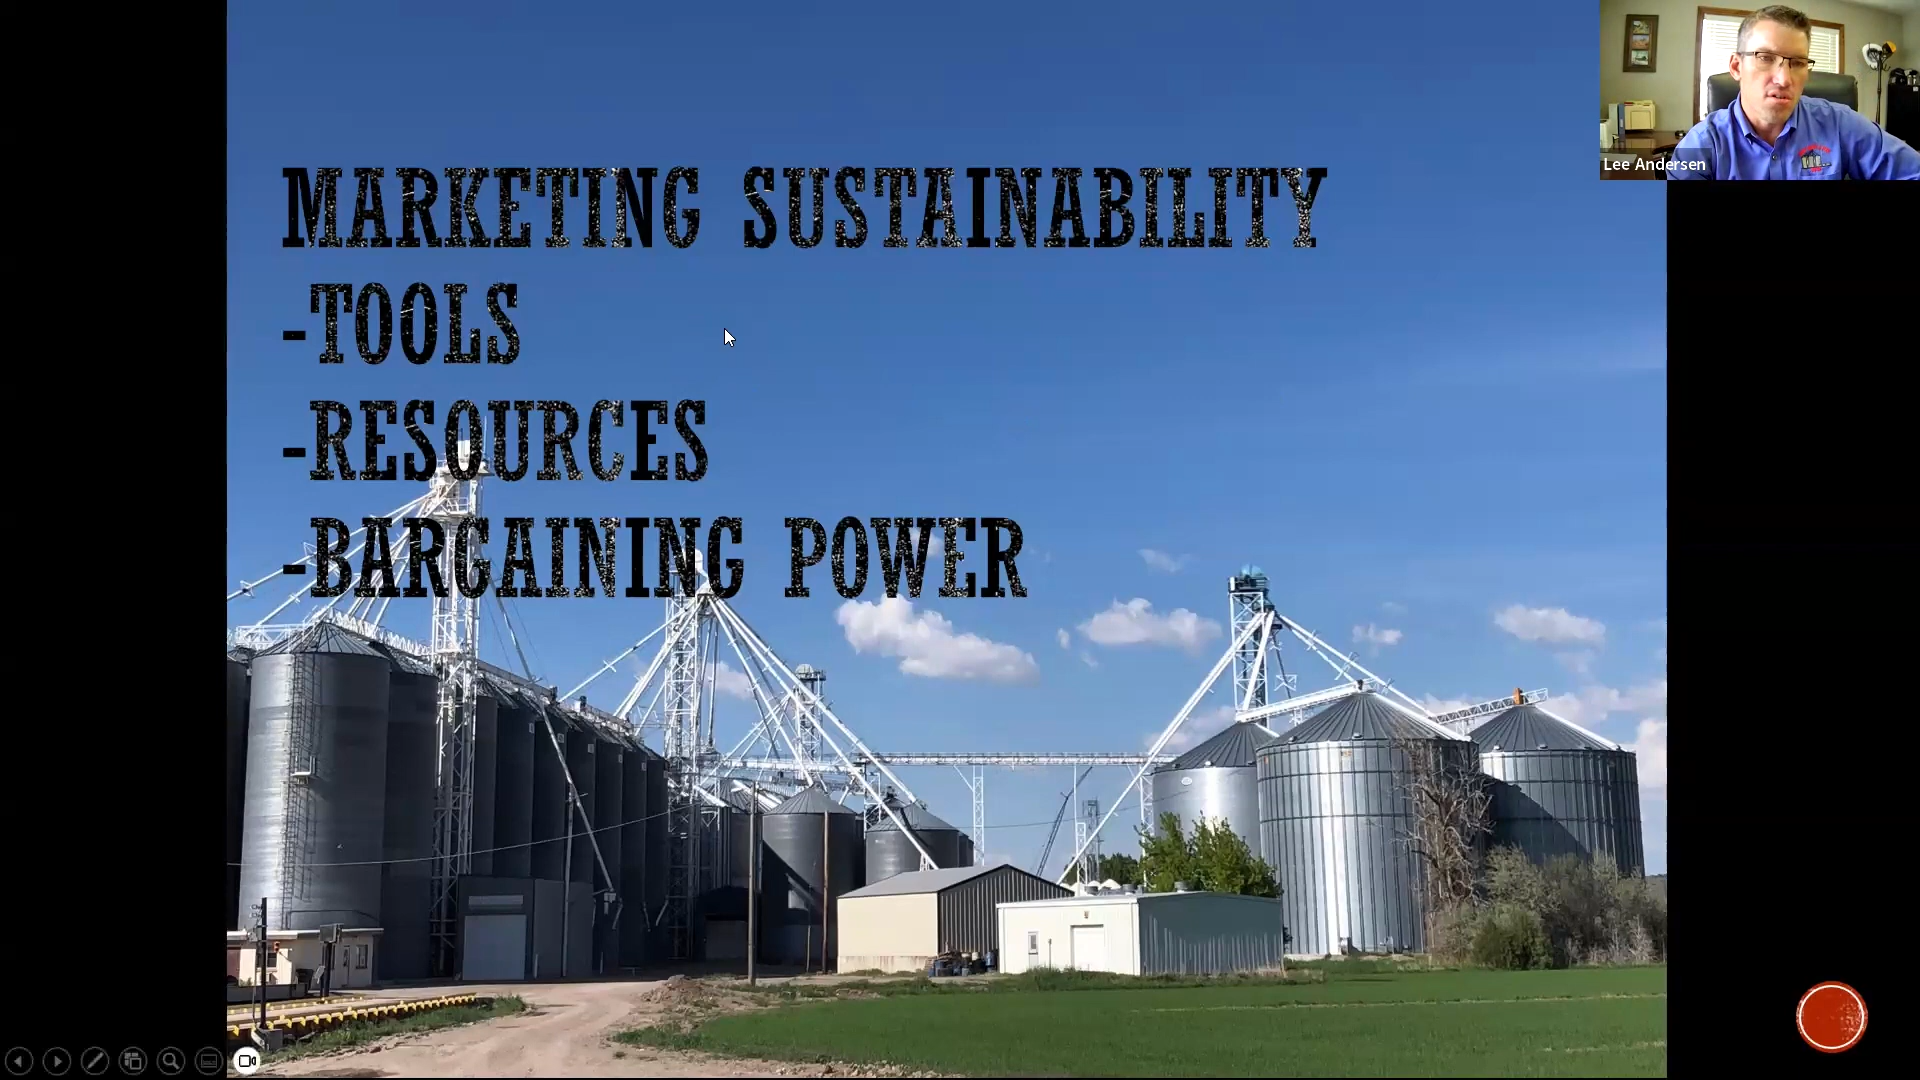 MARKETING SUSTAINABILITY
-TOOLS
-RESOURCES
-BARGAINING POWER
Lee Andersen